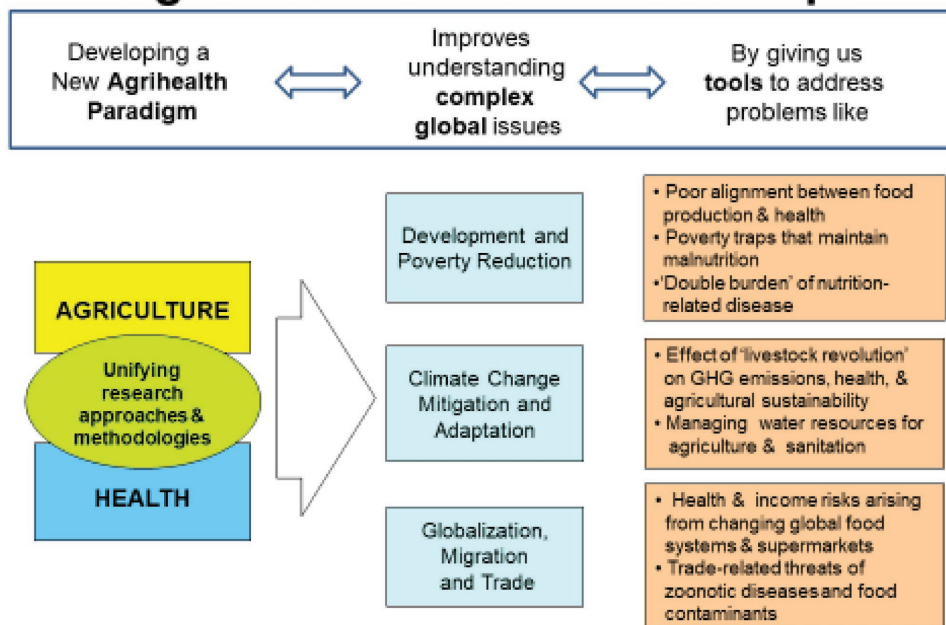 Developing a
New Agrihealth
Paradigm
Improves
understanding
complex
global issues
By giving us
tools to address
problems like
AGRICULTURE
Unifying
research
approaches &
methodologies
HEALTH
Development and
Poverty Reduction
Climate Change
Mitigation and
Adaptation
Globalization,
Migration
and Trade
• Poor alignment between food
production & health
• Poverty traps that maintain
malnutrition
•'Double burden' of nutrition-
related disease
• Effect of 'livestock revolution'
on GHG emissions, health, &
agricultural sustainability
• Managing water resources for
agriculture & sanitation
• Health & income risks arising
from changing global food
systems & supermarkets
• Trade-related threats of
zoonotic diseases and food
contaminants